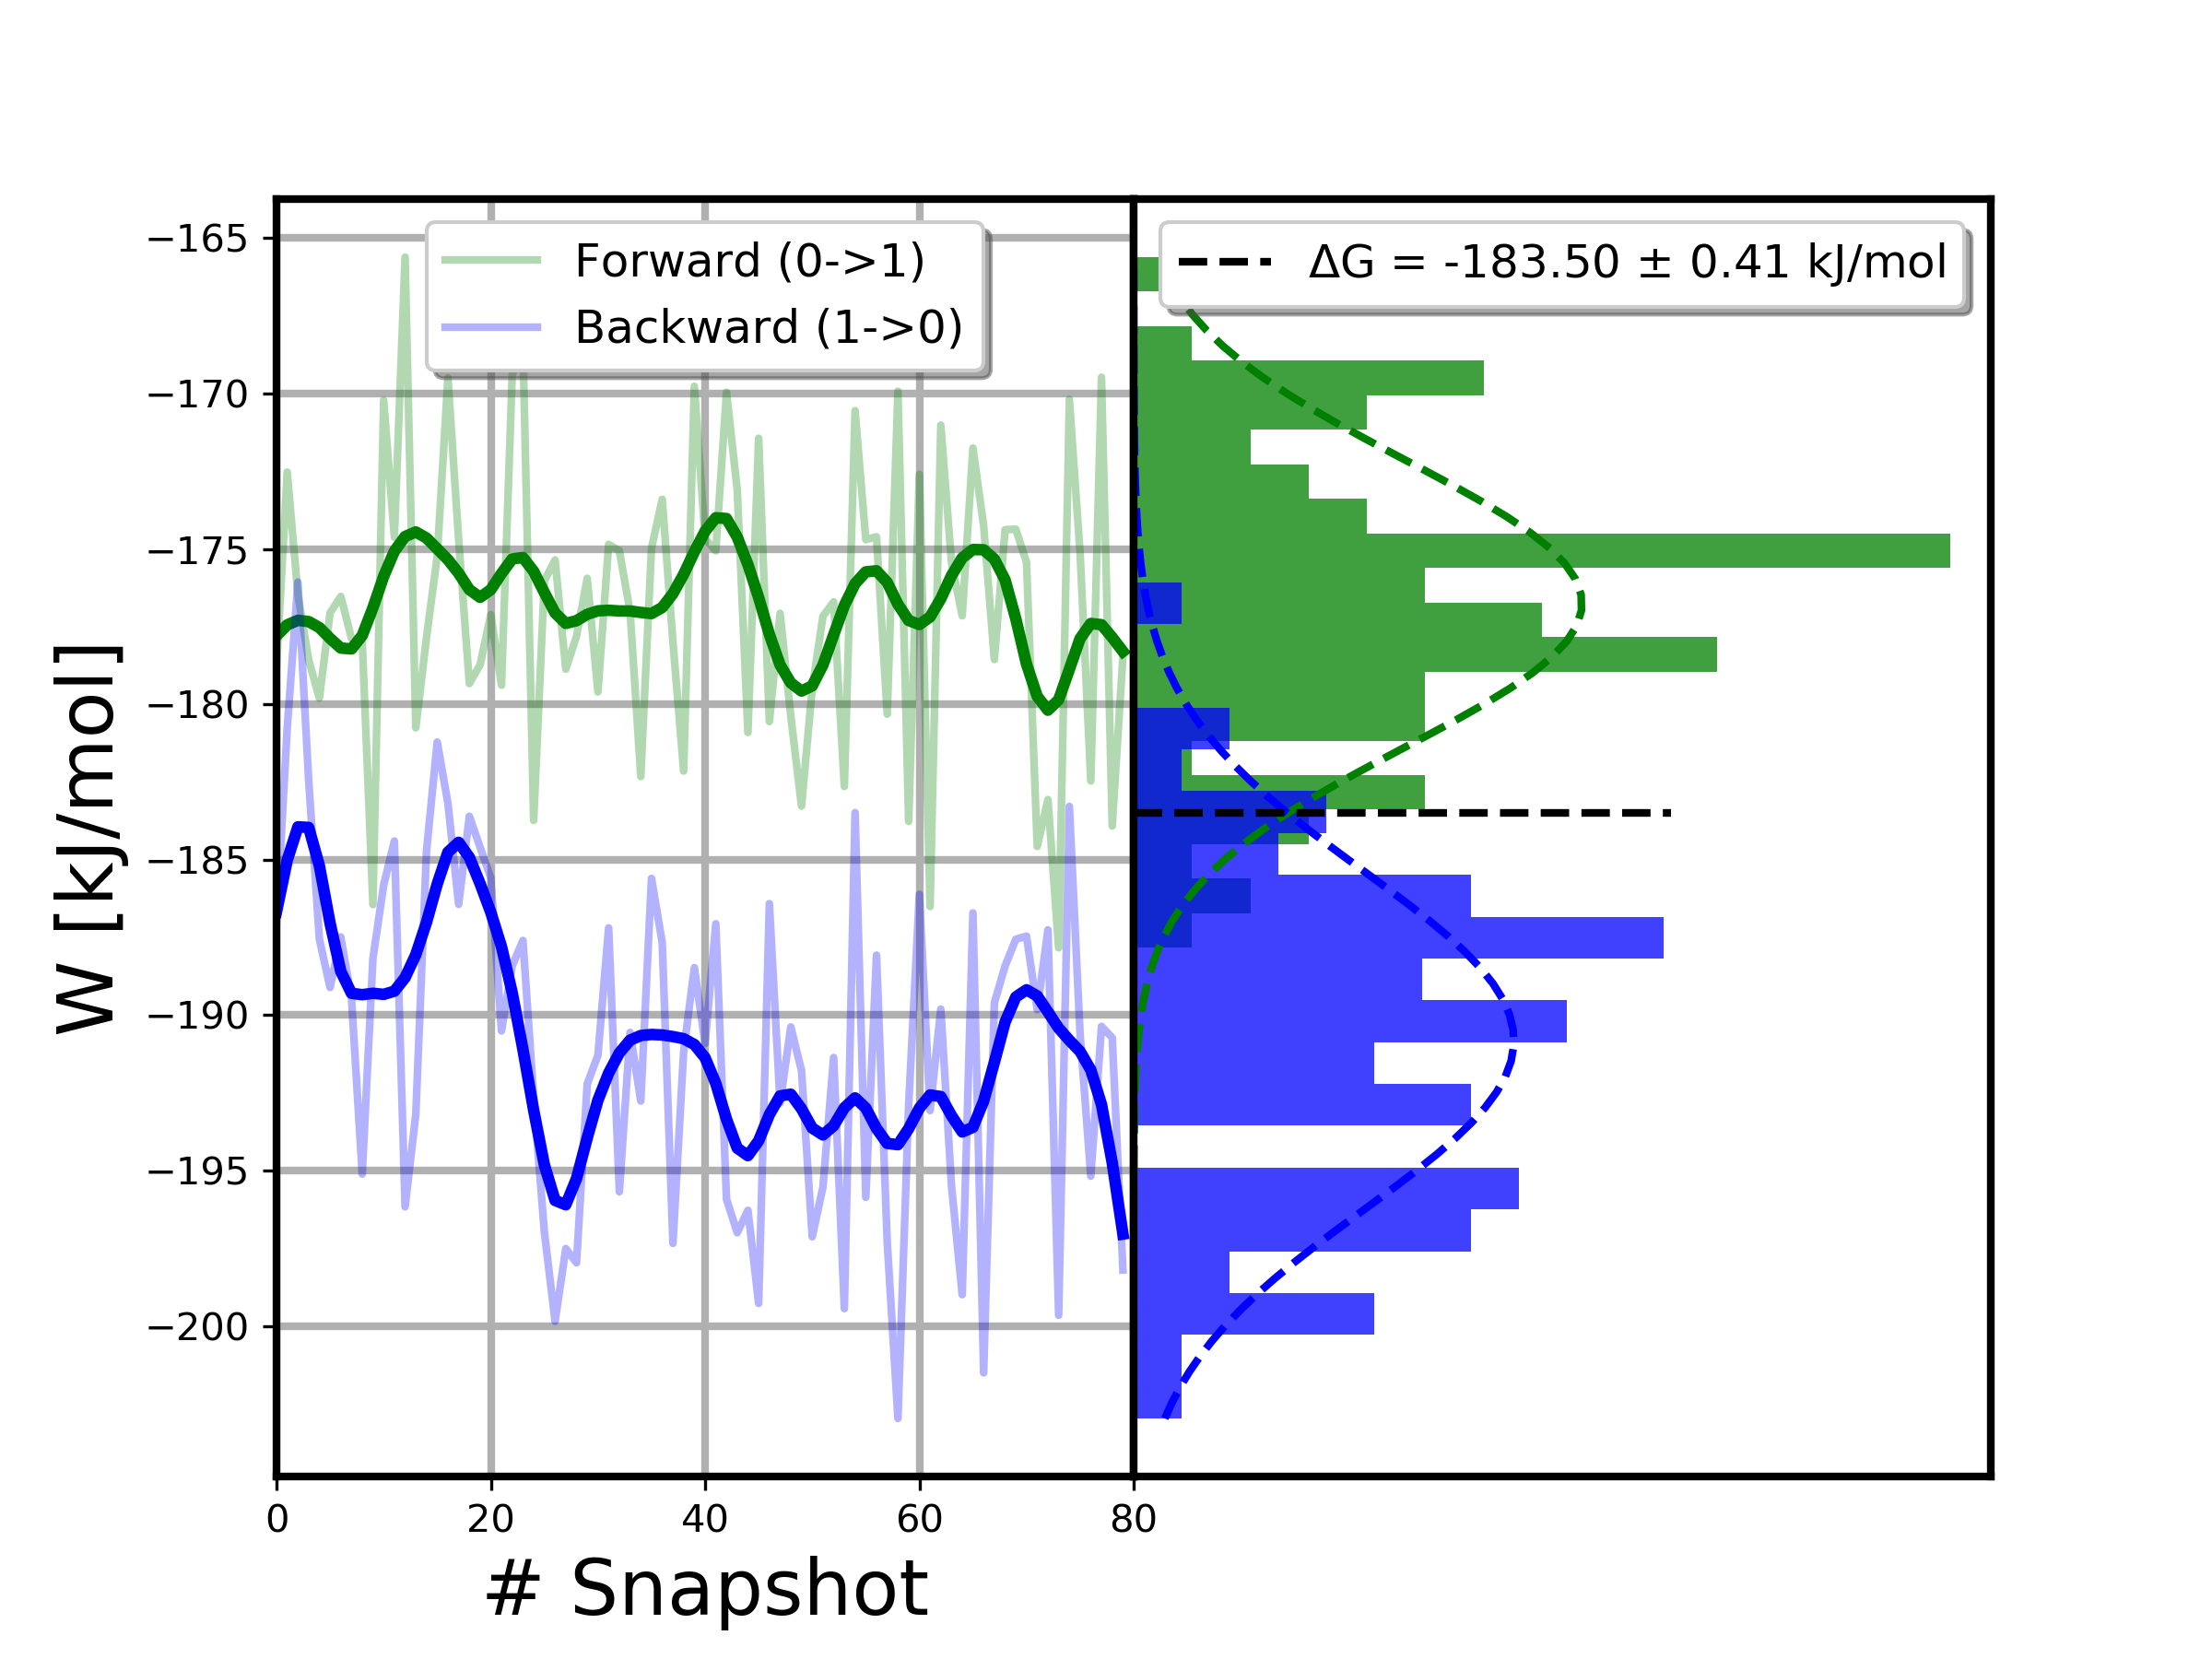 Forward (0->1)
Backward (1->0)
ΔG = -183.50 ± 0.41 kJ/mol
−165
−170
−175
−180
−185
−190
−195
−200
W [kJ/mol]
0 20 40 60 80
# Snapshot